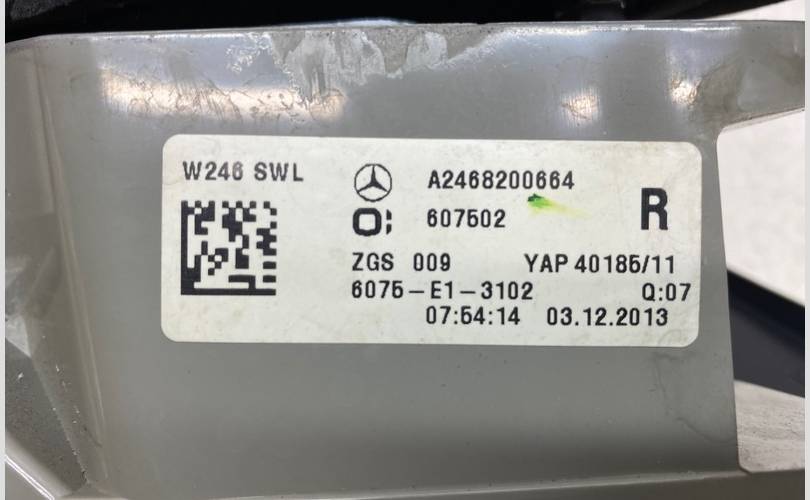 W246 SWL
A2468200664
607502
R
ZGS 009 YAP 40185/11
6075-E1-3102 Q:07
07:54:14 03.12.2013